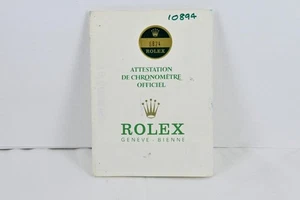 10894
ROLEX
ATTESTATION
DE CHRONOMÈTRE
OFFICIEL
ROLEX
GENEVE - BIENNE